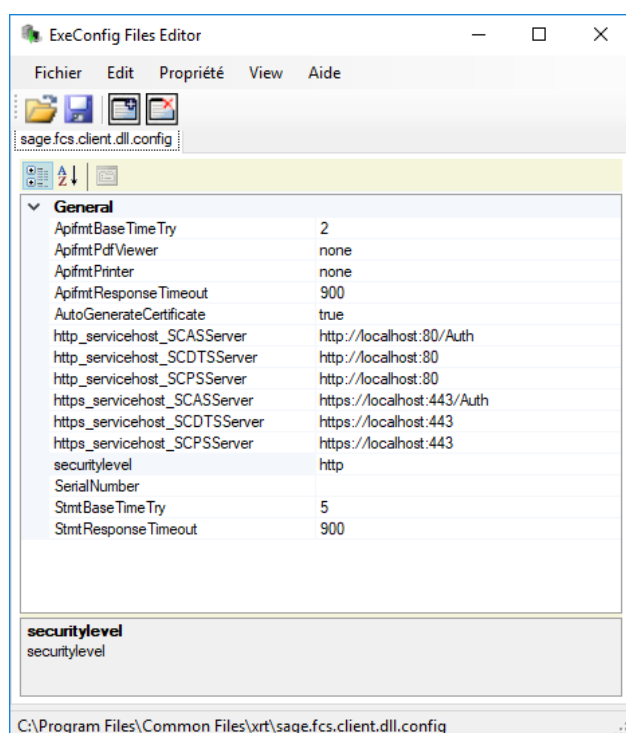 ExeConfig Files Editor
Fichier Edit Propriété View Aide
sage.fcs.client.dll.config
General
ApifmtBaseTimeTry 2
ApifmtPdfViewer none
ApifmtPrinter none
ApifmtResponseTimeout 900
AutoGenerateCertificate true
http_servicehost_SCASServer http://localhost:80/Auth
http_servicehost_SCDTSServer http://localhost:80
http_servicehost_SCPSServer http://localhost:80
https_servicehost_SCASServer https://localhost:443/Auth
https_servicehost_SCDTSServer https://localhost:443
https_servicehost_SCPSServer https://localhost:443
securitylevel http
SerialNumber
StmtBaseTimeTry 5
StmtResponseTimeout 900
securitylevel
securitylevel
C:\Program Files\Common Files\xrt\sage.fcs.client.dll.config